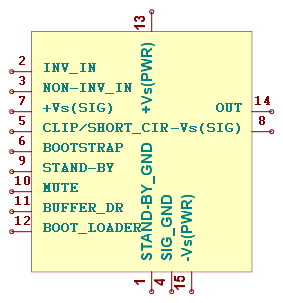 13
+Vs(PWR)
2 INV_IN
3 NON-INV_IN
7 +Vs(SIG)
OUT 14
5 CLIP/SHORT_CIR
-Vs(SIG) 8
6 BOOTSTRAP
9 STAND-BY
10 MUTE
11 BUFFER_DR
12 BOOT_LOADER
STAND-BY_GND 1
SIG_GND 4
-Vs(PWR) 15